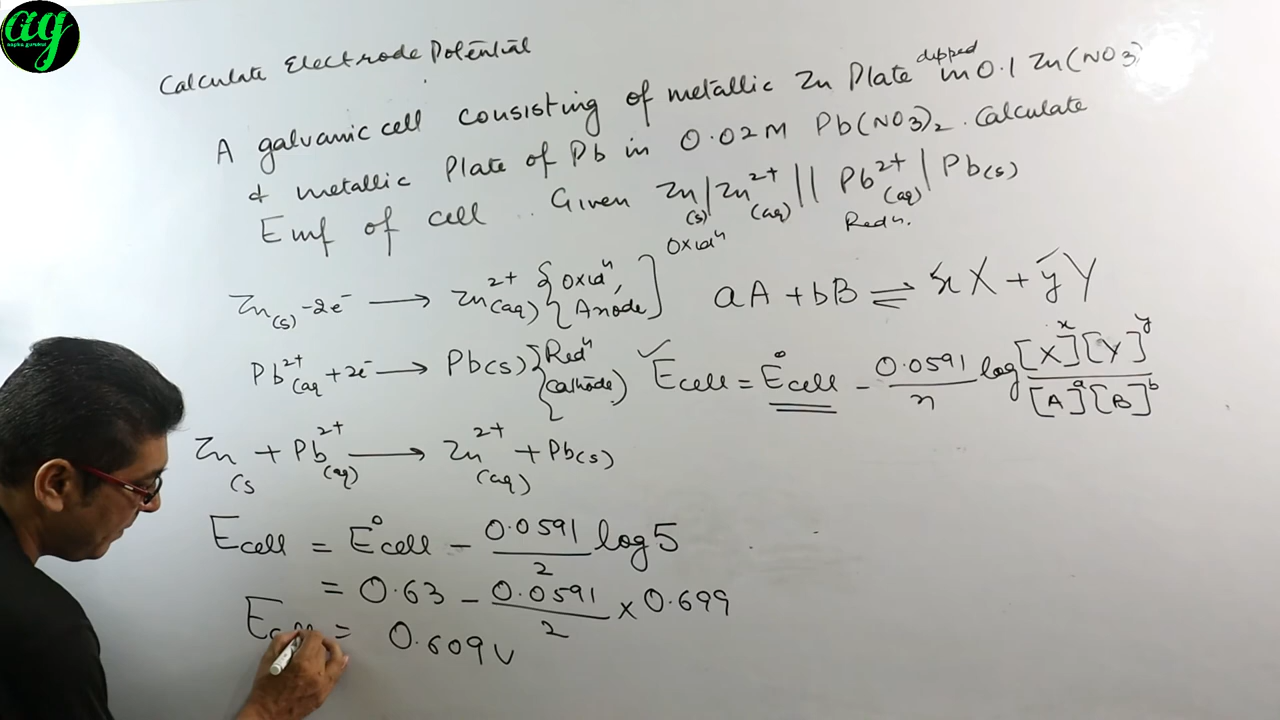 ag
aapka gurukul
Calculate Electrode Potential
A galvanic cell consisting of metallic Zn Plate dipped in 0.1 Zn(NO3)
& metallic Plate of Pb in 0.02M Pb(NO3)2. Calculate
Emf of cell. Given Zn(s)|Zn²⁺(aq)||Pb²⁺(aq)|Pb(s)
Oxidⁿ Redⁿ.
Zn(s) -2e⁻ → Zn²⁺(aq) { Oxidⁿ, Anode ]
aA + bB ⇌ xX + yY
Pb²⁺(aq + 2e⁻ → Pb(s) { Redⁿ (Cathode)
✓ Ecell = E°cell - 0.0591/n log [X]ˣ[Y]ʸ/[A]ᵃ[B]ᵇ
Zn(s + Pb²⁺(aq) → Zn²⁺(aq) + Pb(s)
Ecell = E°cell - 0.0591/2 log 5
= 0.63 - 0.0591/2 × 0.699
Ecell = 0.609V